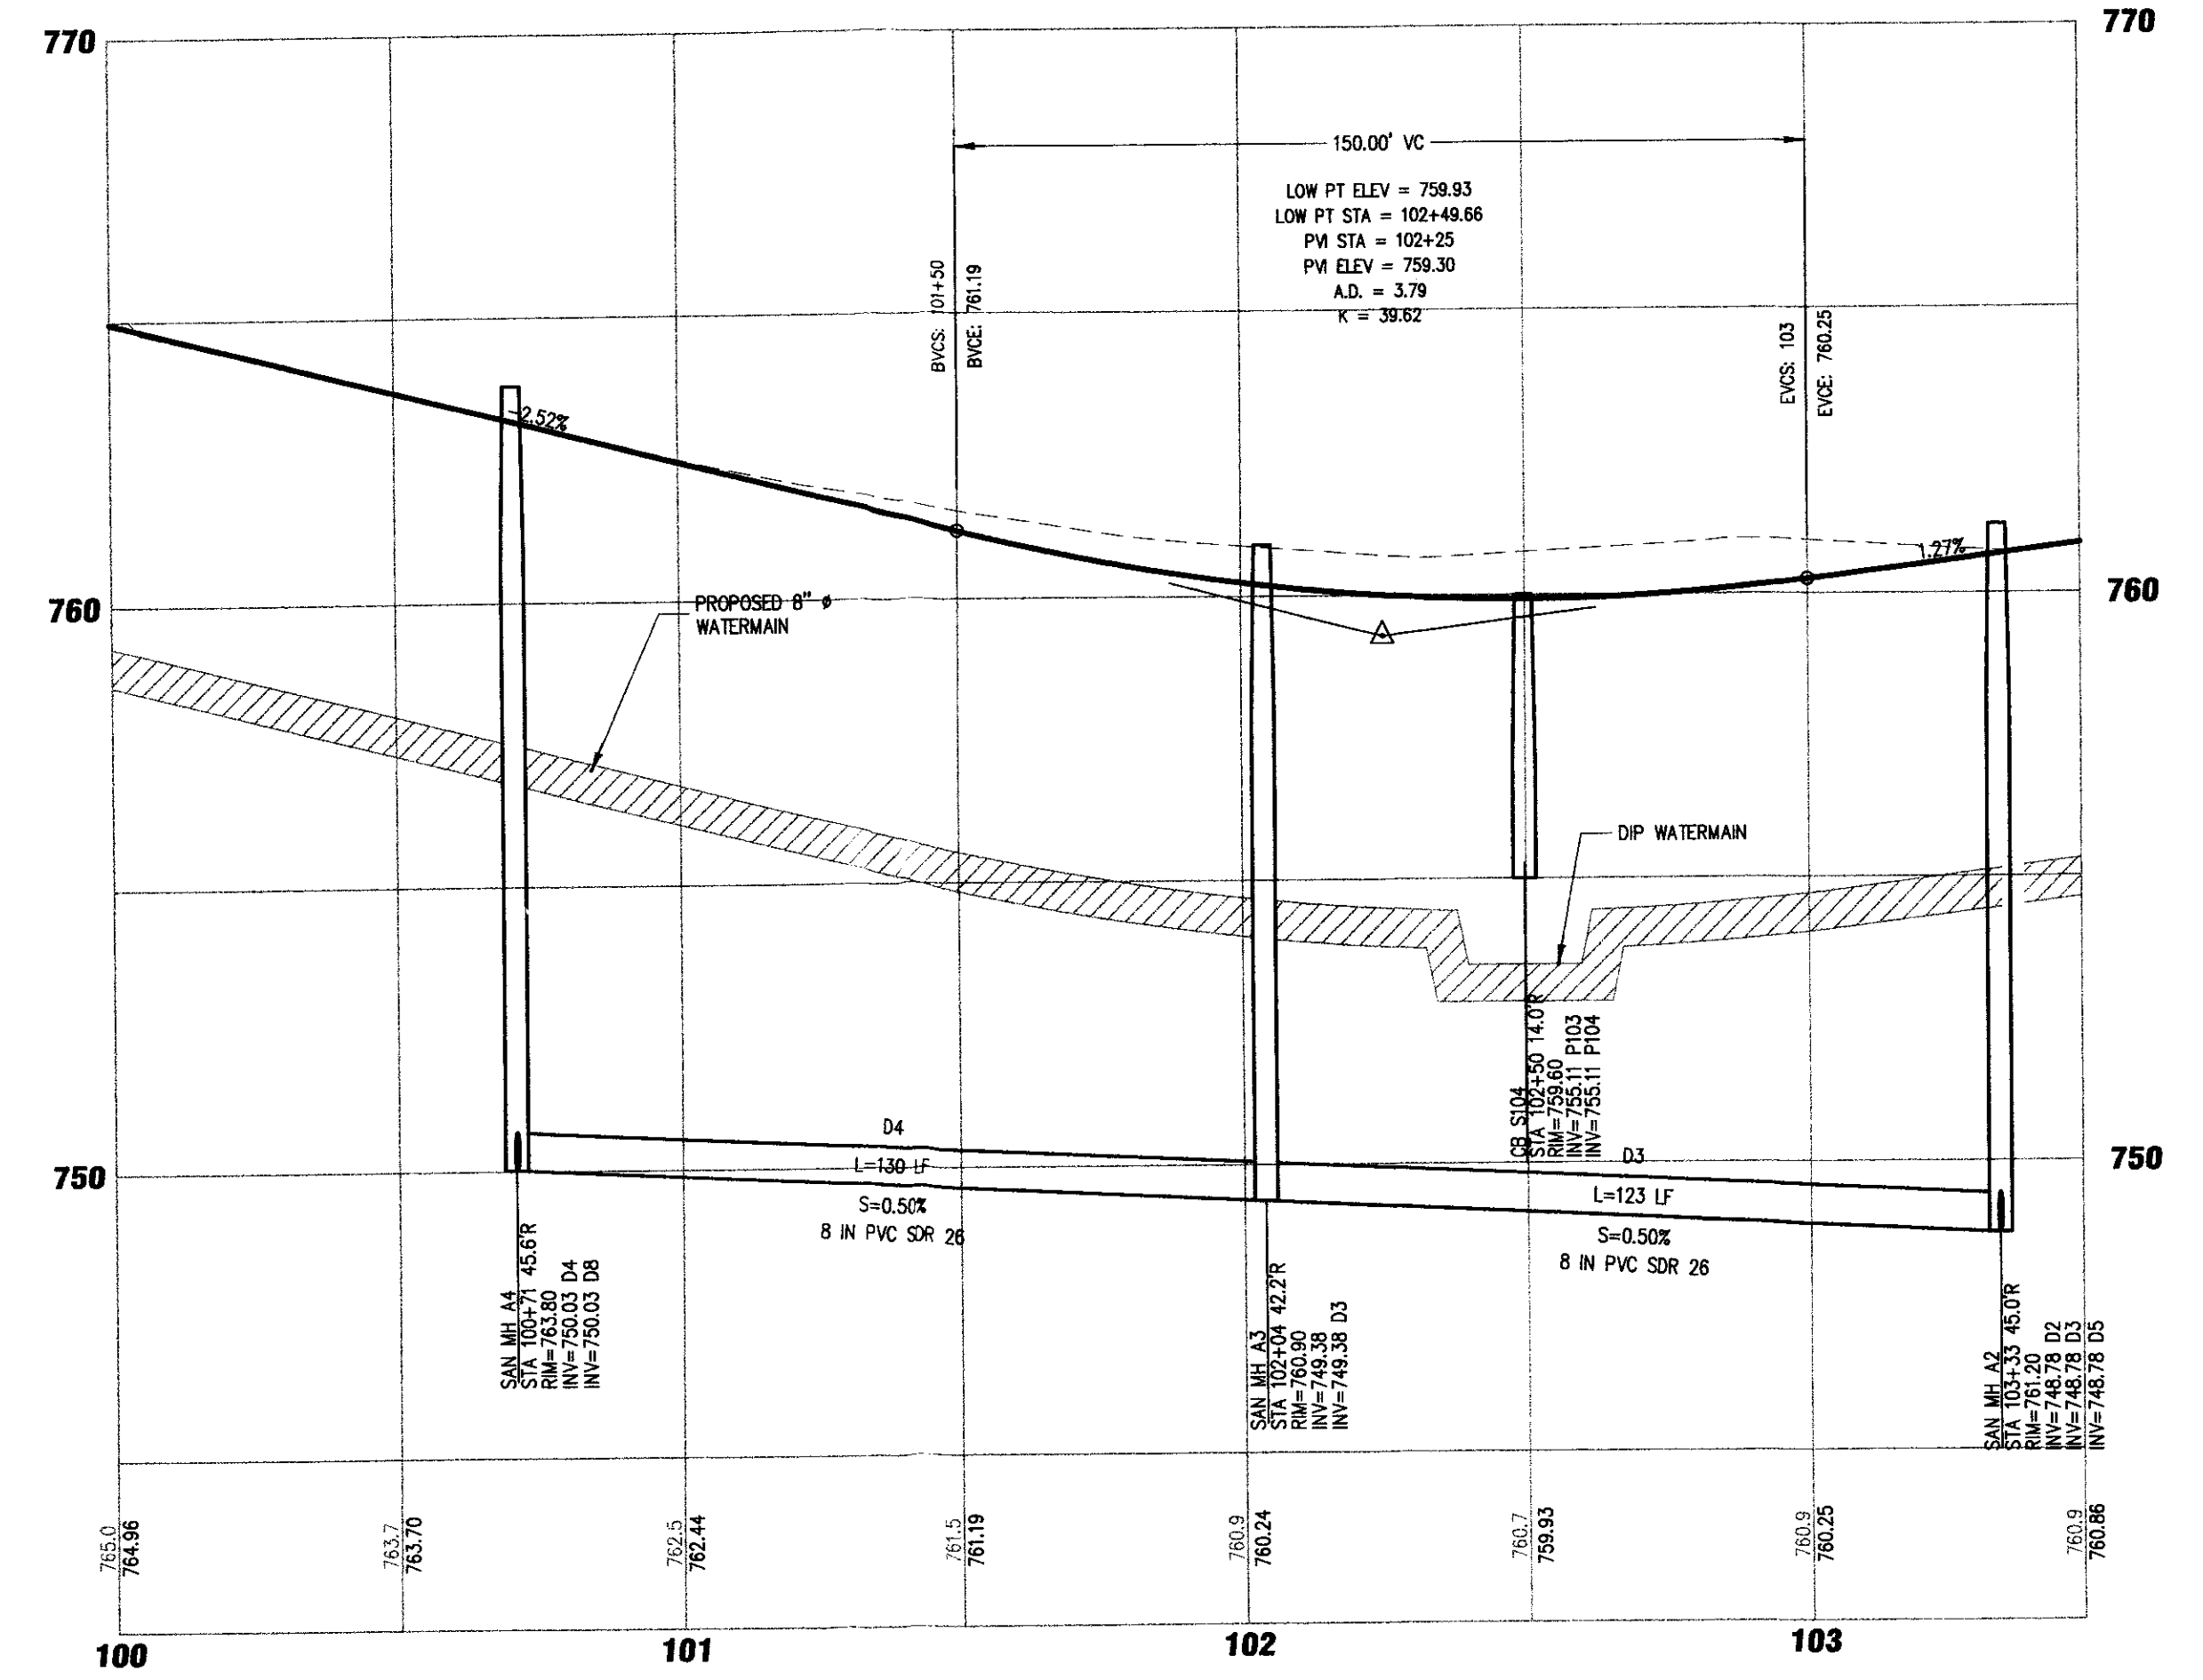 770
770
150.00' VC
LOW PT ELEV = 759.93
LOW PT STA = 102+49.66
PVI STA = 102+25
PVI ELEV = 759.30
A.D. = 3.79
K = 39.62
BVCS: 101+50
BVCE: 761.19
EVCS: 103
EVCE: 760.25
-2.52%
1.27%
760
760
PROPOSED 8" ø
WATERMAIN
DIP WATERMAIN
CB S104
STA 102+50 14.0'R
RIM=759.60
INV=755.11 P103
INV=755.11 P104
750
750
D4
L=130 LF
S=0.50%
8 IN PVC SDR 26
D3
L=123 LF
S=0.50%
8 IN PVC SDR 26
SAN MH A4
STA 100+71 45.6'R
RIM=763.80
INV=750.03 D4
INV=750.03 D8
SAN MH A3
STA 102+04 42.2'R
RIM=760.90
INV=749.38
INV=749.38 D3
SAN MH A2
STA 103+33 45.0'R
RIM=761.20
INV=748.78 D2
INV=748.78 D3
INV=748.78 D5
765.0
764.96
763.7
763.70
762.5
762.44
761.5
761.19
760.9
760.24
760.7
759.93
760.9
760.25
760.9
760.86
100
101
102
103